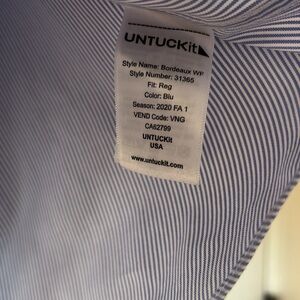 UNTUCKit
Style Name: Bordeaux WF
Style Number: 31365
Fit: Reg
Color: Blu
Season: 2020 FA 1
VEND Code: VNG
CA52799
UNTUCKit
USA
www.untuckit.com